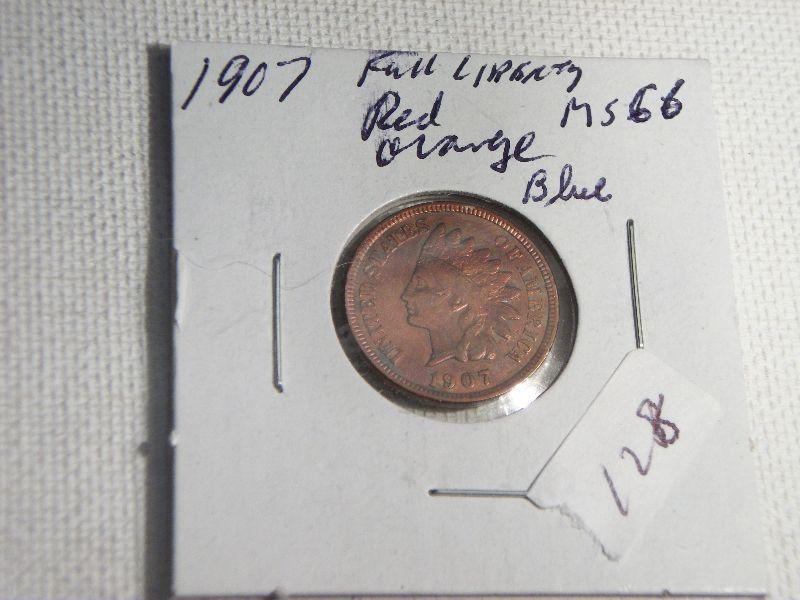 1907 Full LIBERTY
Red MS66
Orange
Blue
UNITED STATES OF AMERICA
1907
128